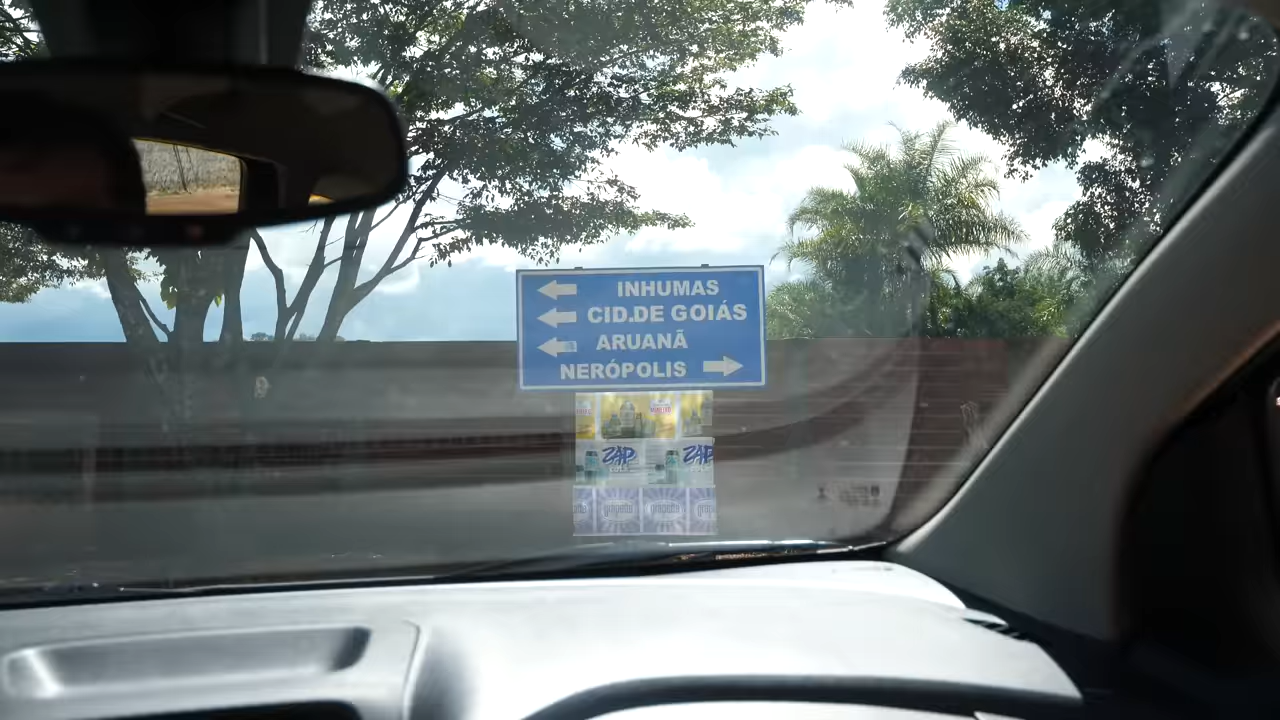 INHUMAS
CID.DE GOIÁS
ARUANÃ
NERÓPOLIS
ZAP ZAP